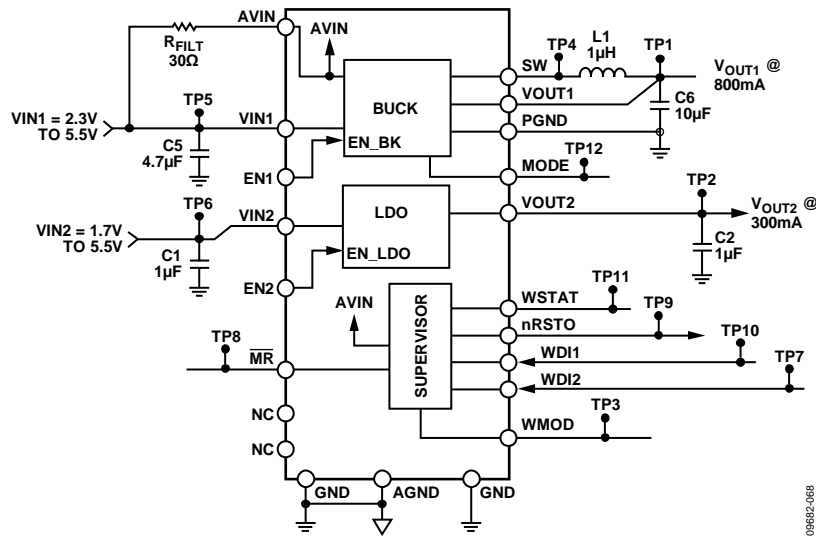 AVIN
RFILT
30Ω
AVIN
TP5
VIN1 = 2.3V
TO 5.5V
VIN1
C5
4.7µF
EN1
BUCK
EN_BK
SW
VOUT1
PGND
MODE
TP4
L1
1µH
TP1
VOUT1 @
800mA
C6
10µF
TP12
TP6
VIN2 = 1.7V
TO 5.5V
VIN2
C1
1µF
EN2
LDO
EN_LDO
VOUT2
TP2
VOUT2 @
300mA
C2
1µF
AVIN
SUPERVISOR
TP8
MR
NC
NC
WSTAT
TP11
nRSTO
TP9
WDI1
TP10
WDI2
TP7
WMOD
TP3
GND
AGND
GND
09682-068